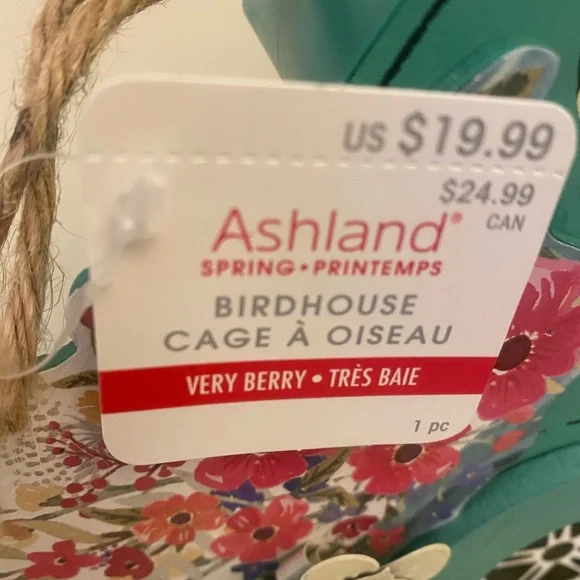 US $19.99
$24.99
CAN
Ashland®
SPRING • PRINTEMPS
BIRDHOUSE
CAGE À OISEAU
VERY BERRY • TRÈS BAIE
1 pc